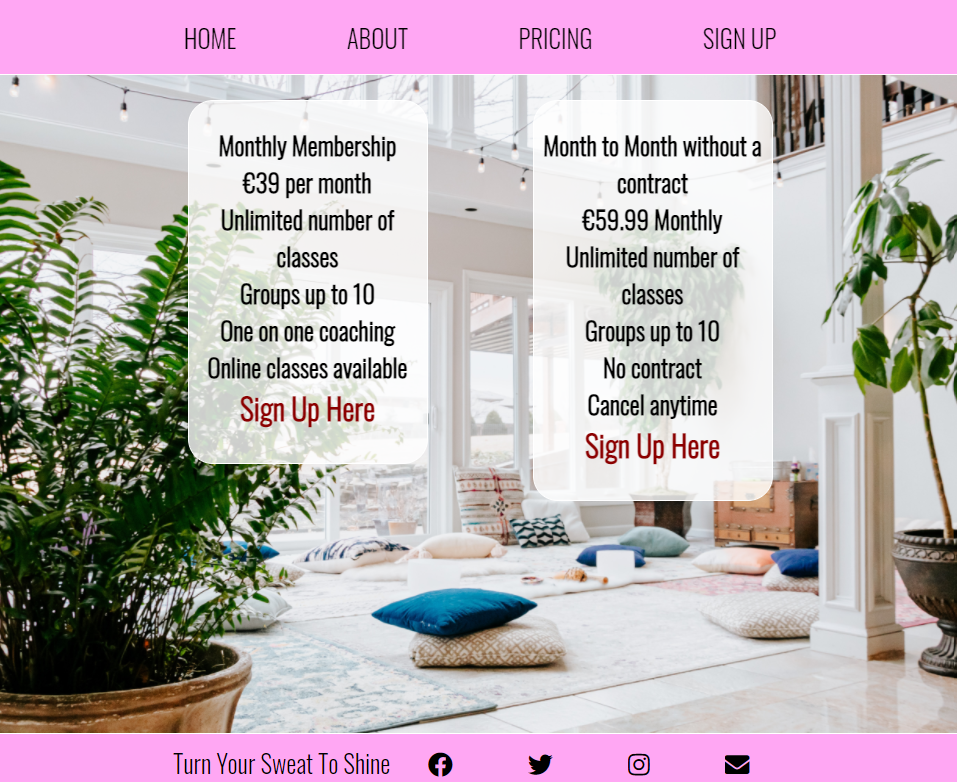 HOME ABOUT PRICING SIGN UP
Monthly Membership
€39 per month
Unlimited number of
classes
Groups up to 10
One on one coaching
Online classes available
Sign Up Here
Month to Month without a
contract
€59.99 Monthly
Unlimited number of
classes
Groups up to 10
No contract
Cancel anytime
Sign Up Here
Turn Your Sweat To Shine